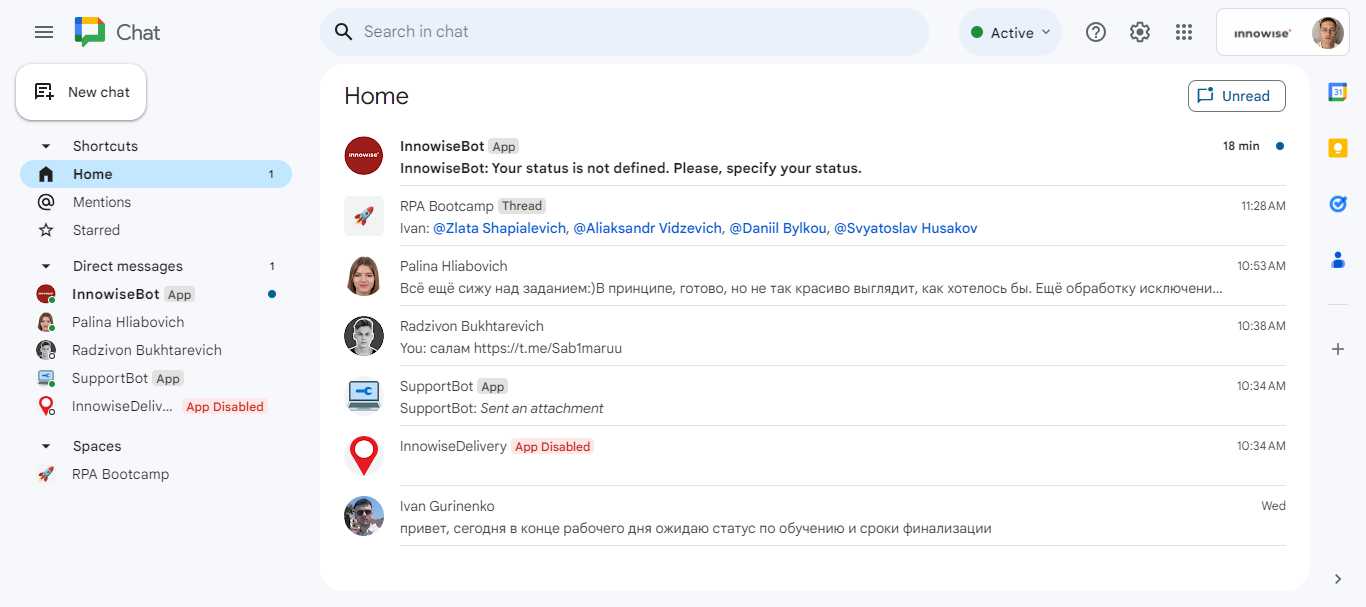 Chat
Search in chat
Active
innowise
New chat
Shortcuts
Home 1
Mentions
Starred
Direct messages 1
InnowiseBot App
Palina Hliabovich
Radzivon Bukhtarevich
SupportBot App
InnowiseDeliv... App Disabled
Spaces
RPA Bootcamp
Home
Unread
innowise
InnowiseBot App 18 min
InnowiseBot: Your status is not defined. Please, specify your status.
RPA Bootcamp Thread 11:28 AM
Ivan: @Zlata Shapialevich, @Aliaksandr Vidzevich, @Daniil Bylkou, @Svyatoslav Husakov
Palina Hliabovich 10:53 AM
Всё ещё сижу над заданием:)В принципе, готово, но не так красиво выглядит, как хотелось бы. Ещё обработку исключени...
Radzivon Bukhtarevich 10:38 AM
You: салам https://t.me/Sab1maruu
SupportBot App 10:34 AM
SupportBot: Sent an attachment
InnowiseDelivery App Disabled 10:34 AM
Ivan Gurinenko Wed
привет, сегодня в конце рабочего дня ожидаю статус по обучению и сроки финализации
31